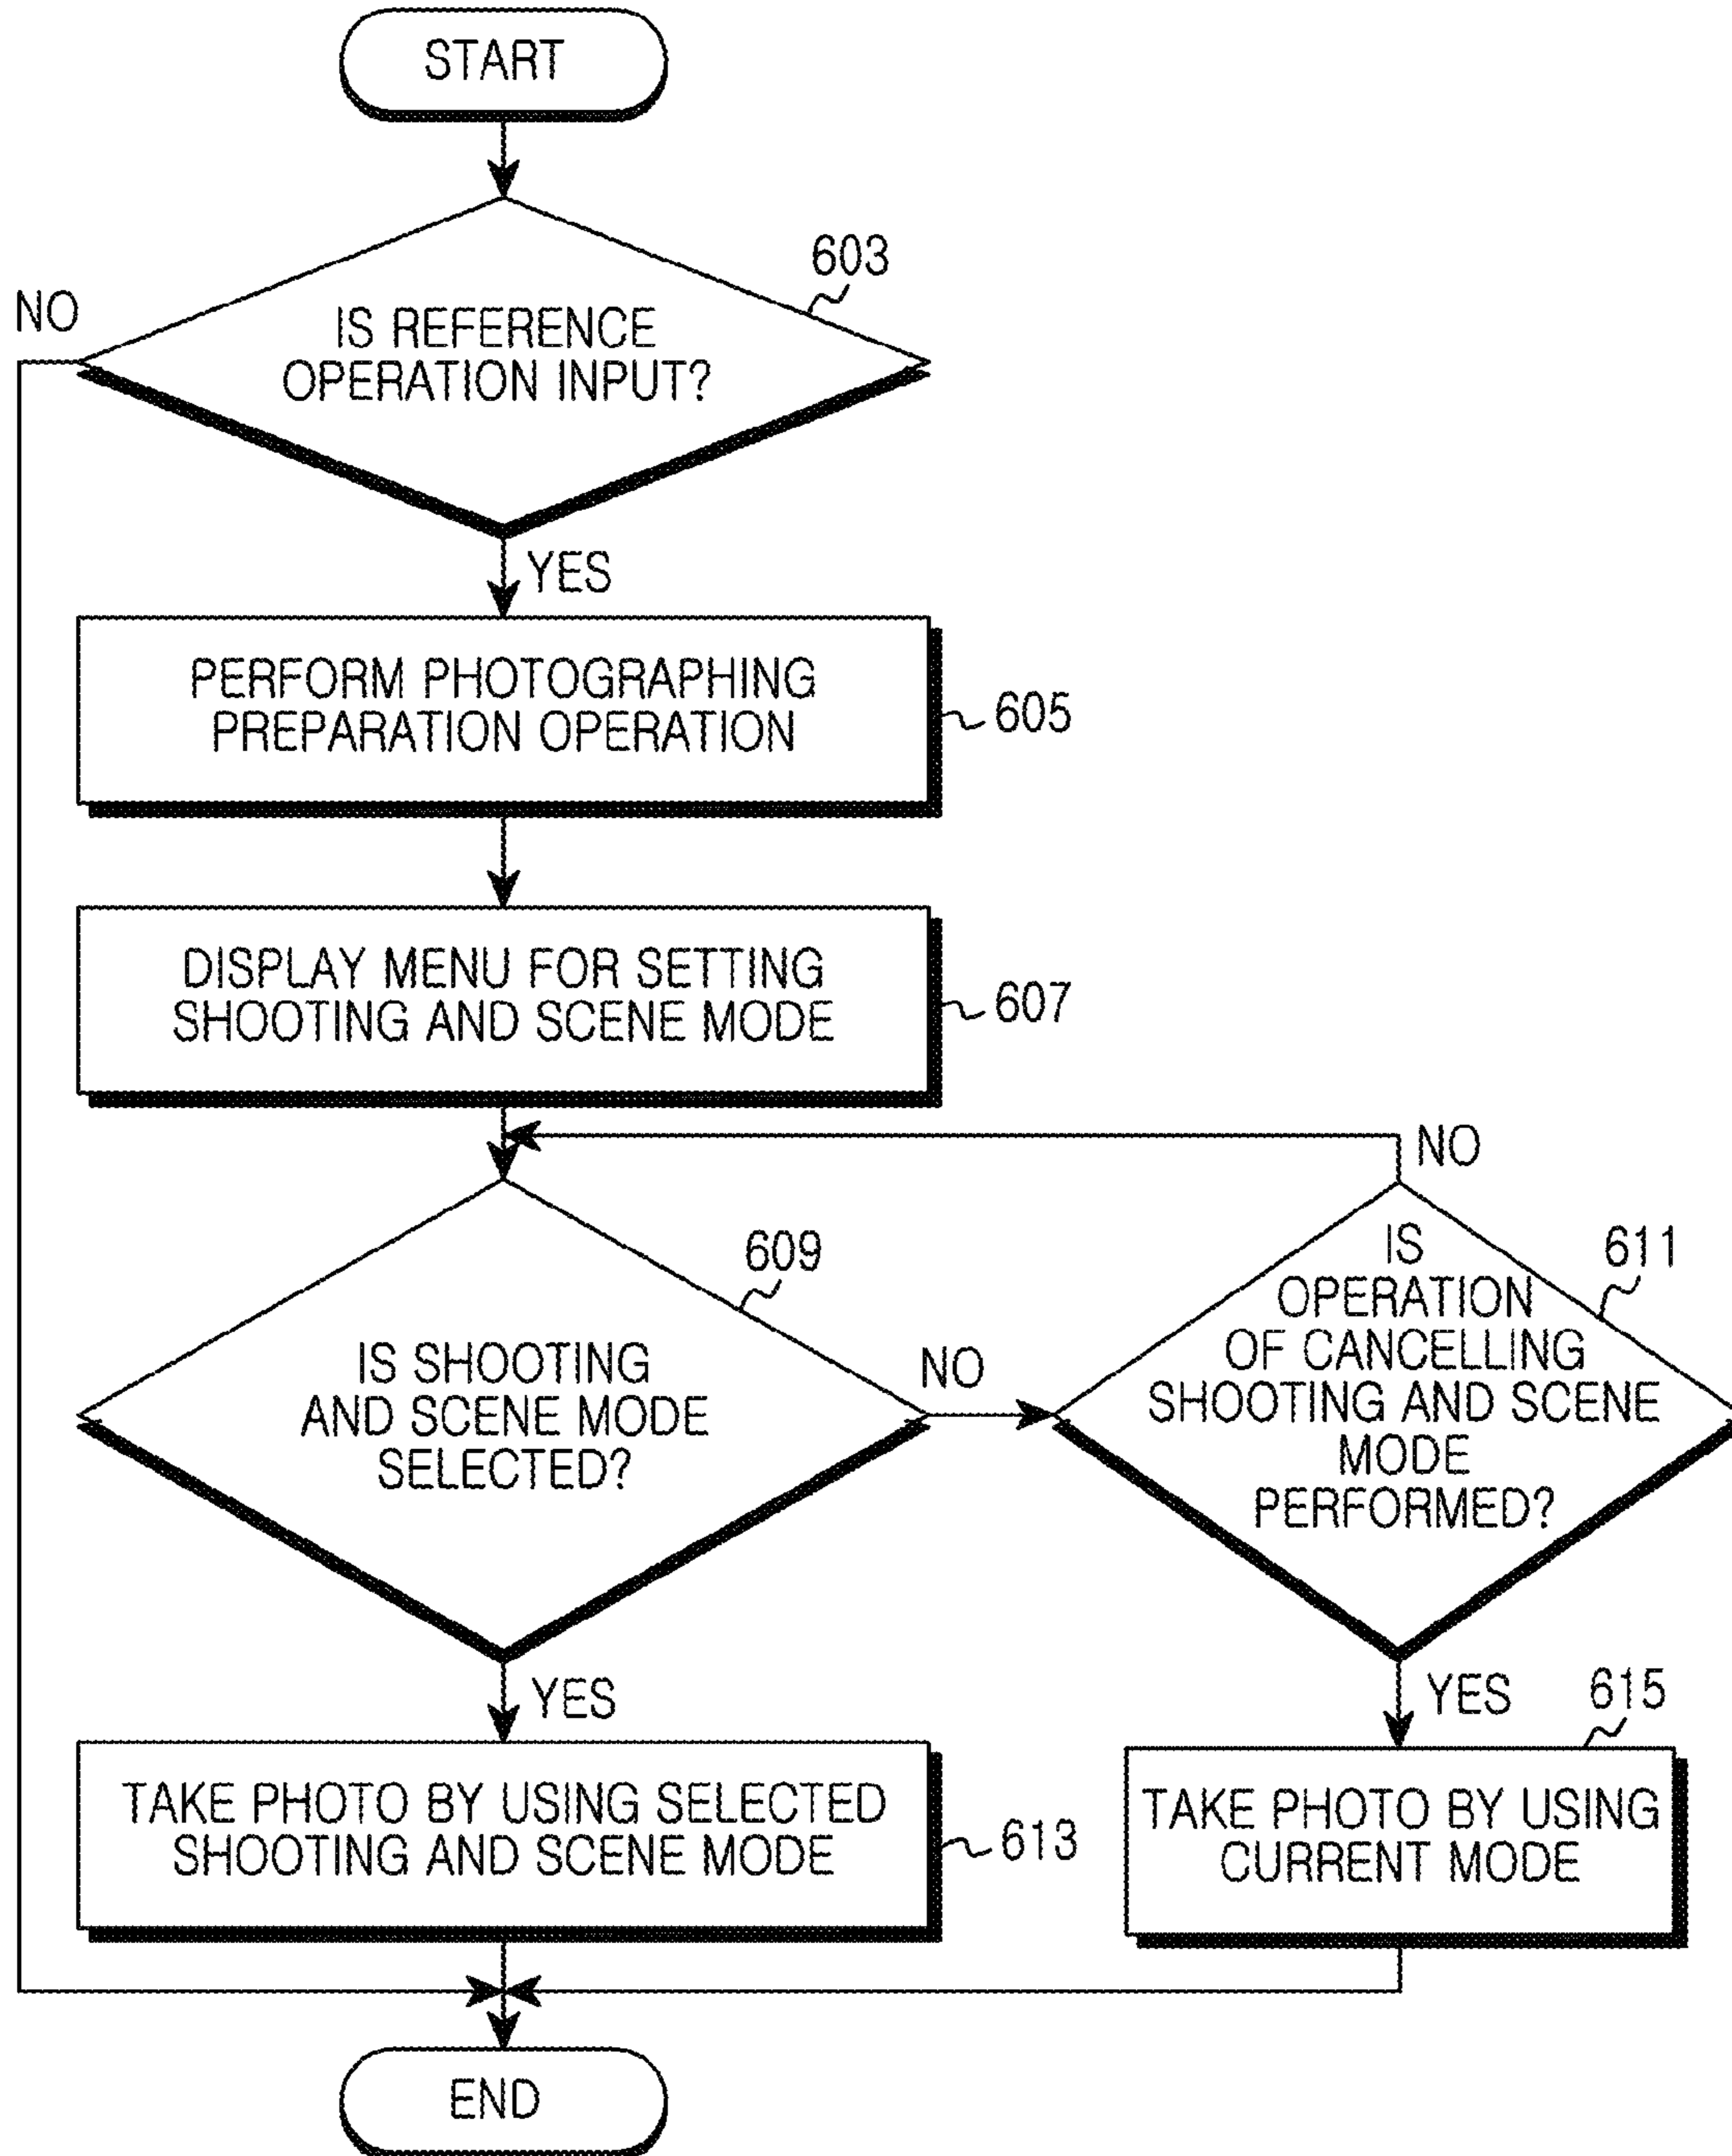 START
603
NO
IS REFERENCE
OPERATION INPUT?
YES
PERFORM PHOTOGRAPHING
PREPARATION OPERATION
605
DISPLAY MENU FOR SETTING
SHOOTING AND SCENE MODE
607
NO
609
IS SHOOTING
AND SCENE MODE
SELECTED?
NO
611
IS
OPERATION
OF CANCELLING
SHOOTING AND SCENE
MODE
PERFORMED?
YES
YES
615
TAKE PHOTO BY USING SELECTED
SHOOTING AND SCENE MODE
613
TAKE PHOTO BY USING
CURRENT MODE
END